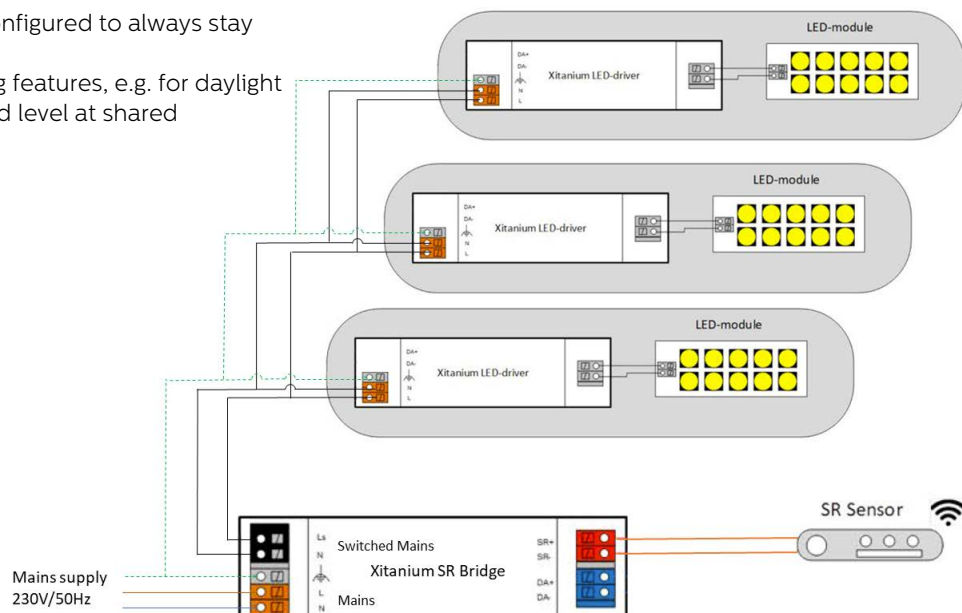 nfigured to always stay
g features, e.g. for daylight
d level at shared
LED-module
DA+
DA-
N
L
Xitanium LED-driver
LED-module
DA+
DA-
N
L
Xitanium LED-driver
LED-module
DA+
DA-
N
L
Xitanium LED-driver
SR Sensor
Ls
N
Switched Mains
Xitanium SR Bridge
L
N
Mains
SR+
SR-
DA+
DA-
Mains supply
230V/50Hz